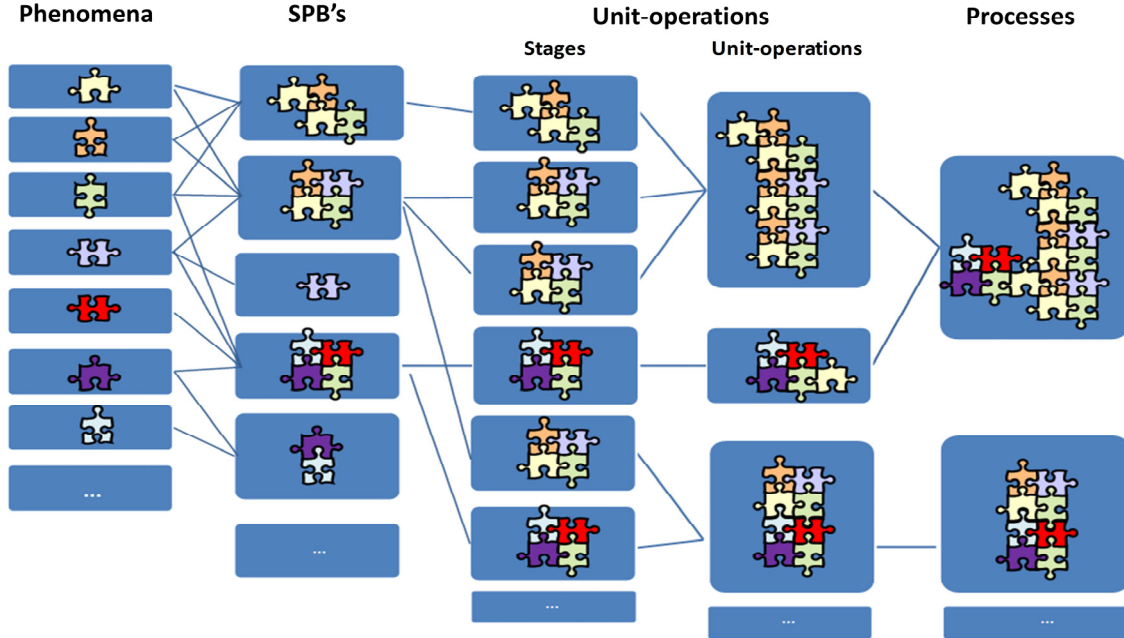 Phenomena
SPB’s
Unit-operations
Processes
Stages
Unit-operations
...
...
...
...
...